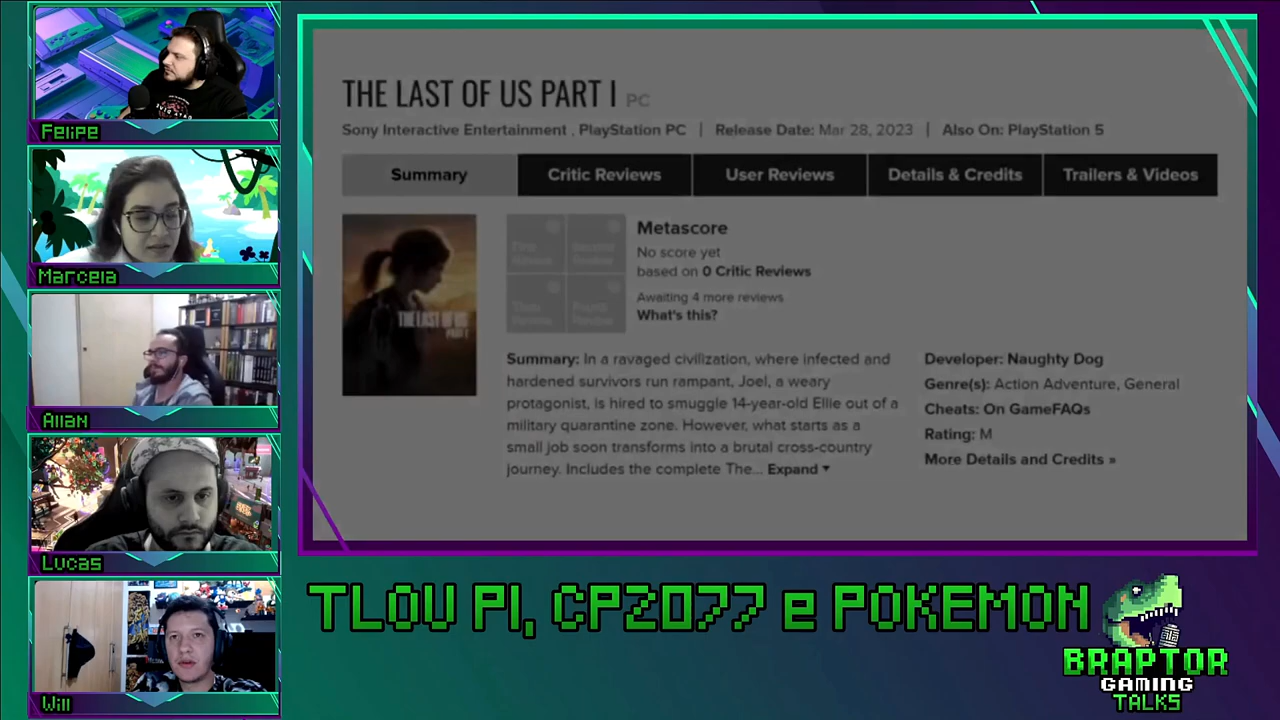 Felipe
Marcela
Allan
Lucas
Will
THE LAST OF US PART I PC
Sony Interactive Entertainment , PlayStation PC | Release Date: Mar 28, 2023 | Also On: PlayStation 5
Summary
Critic Reviews
User Reviews
Details & Credits
Trailers & Videos
THE LAST OF US
PART I
Metascore
No score yet
based on 0 Critic Reviews
Awaiting 4 more reviews
What's this?
Summary: In a ravaged civilization, where infected and
hardened survivors run rampant, Joel, a weary
protagonist, is hired to smuggle 14-year-old Ellie out of a
military quarantine zone. However, what starts as a
small job soon transforms into a brutal cross-country
journey. Includes the complete The... Expand
Developer: Naughty Dog
Genre(s): Action Adventure, General
Cheats: On GameFAQs
Rating: M
More Details and Credits »
TLOU PI, CP2077 e POKEMON
BRAPTOR
GAMING
TALKS